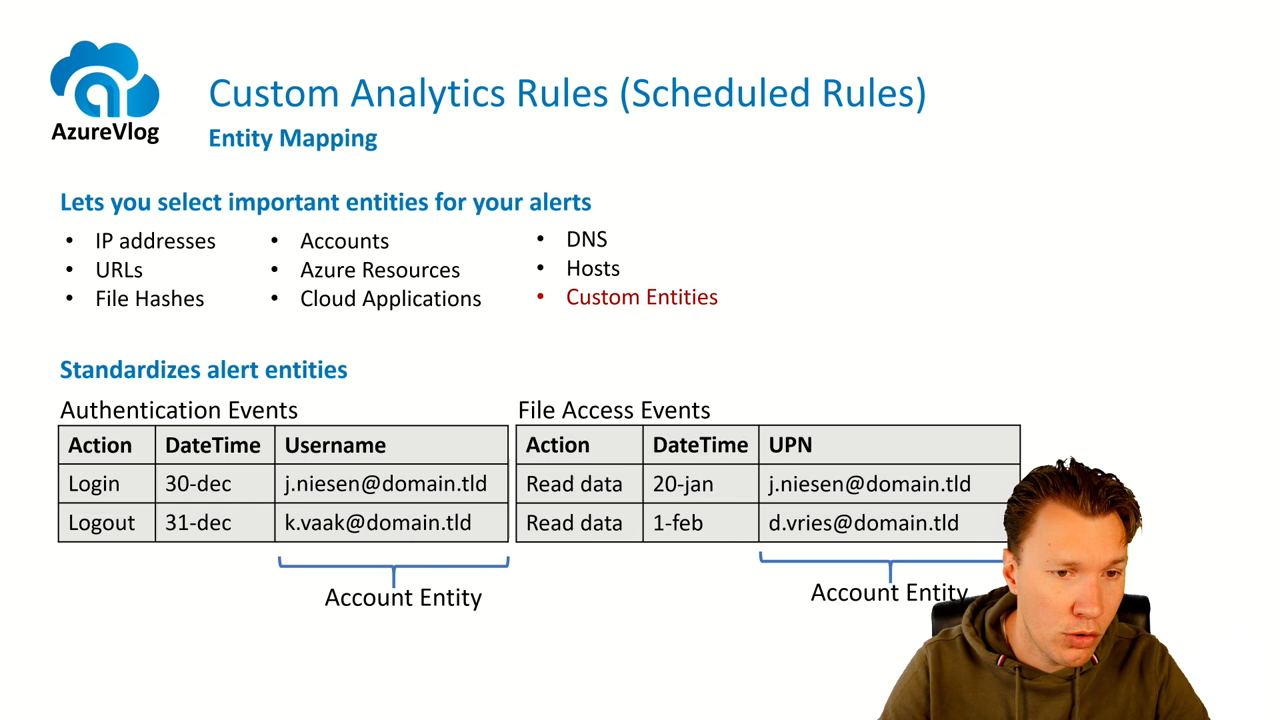 AzureVlog
Custom Analytics Rules (Scheduled Rules)
Entity Mapping
Lets you select important entities for your alerts
• IP addresses
• URLs
• File Hashes
• Accounts
• Azure Resources
• Cloud Applications
• DNS
• Hosts
• Custom Entities
Standardizes alert entities
Authentication Events
Action DateTime Username
Login 30-dec j.niesen@domain.tld
Logout 31-dec k.vaak@domain.tld
Account Entity
File Access Events
Action DateTime UPN
Read data 20-jan j.niesen@domain.tld
Read data 1-feb d.vries@domain.tld
Account Entity